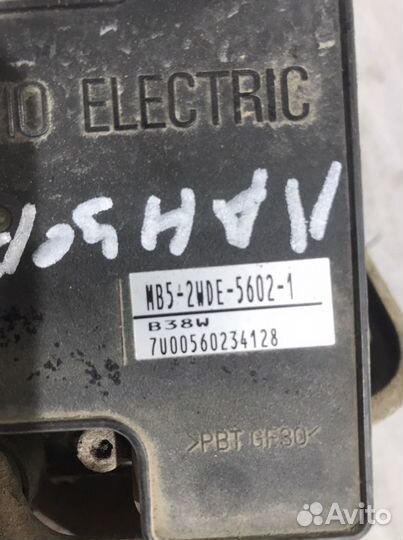 ELECTRIC
MB5-2WDE-5602-1
B38W
7U00560234128
>PBT GF30<
Avito